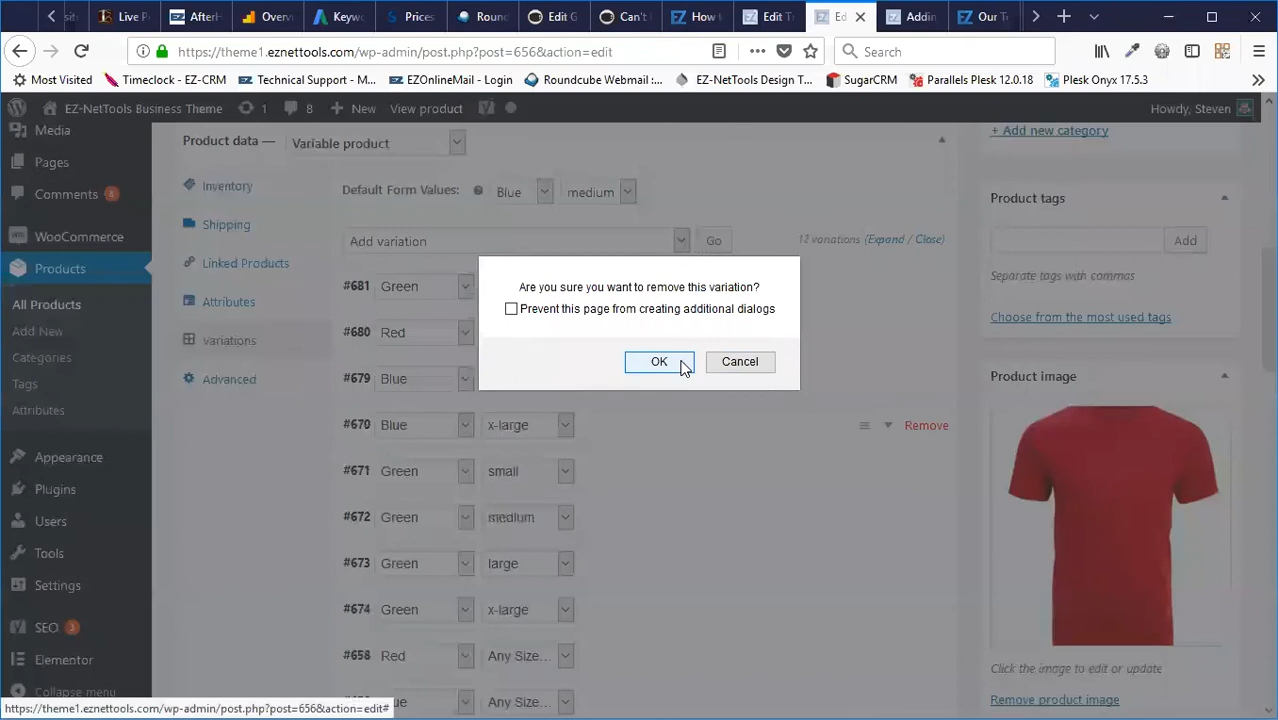 Live P
AfterH
Overv
Keywo
Prices
Round
Edit G
Can't
How t
Edit Tr
Ed
Addin
Our Te
https://theme1.eznettools.com/wp-admin/post.php?post=656&action=edit
Search
Most Visited
Timeclock - EZ-CRM
Technical Support - M...
EZOnlineMail - Login
Roundcube Webmail :...
EZ-NetTools Design T...
SugarCRM
Parallels Plesk 12.0.18
Plesk Onyx 17.5.3
EZ-NetTools Business Theme
1
8
New
View product
Howdy, Steven
Media
Pages
Comments 8
WooCommerce
Products
All Products
Add New
Categories
Tags
Attributes
Appearance
Plugins
Users
Tools
Settings
SEO 3
Elementor
Collapse menu
Product data — Variable product
Inventory
Shipping
Linked Products
Attributes
Variations
Advanced
Default Form Values: Blue medium
Add variation Go
variations (Expand / Close)
#681 Green
#680 Red
#679 Blue
#670 Blue x-large Remove
#671 Green small
#672 Green medium
#673 Green large
#674 Green x-large
#658 Red Any Size...
Any Size...
Are you sure you want to remove this variation?
Prevent this page from creating additional dialogs
OK Cancel
+ Add new category
Product tags
Add
Separate tags with commas
Choose from the most used tags
Product image
Click the image to edit or update
Remove product image
https://theme1.eznettools.com/wp-admin/post.php?post=656&action=edit#